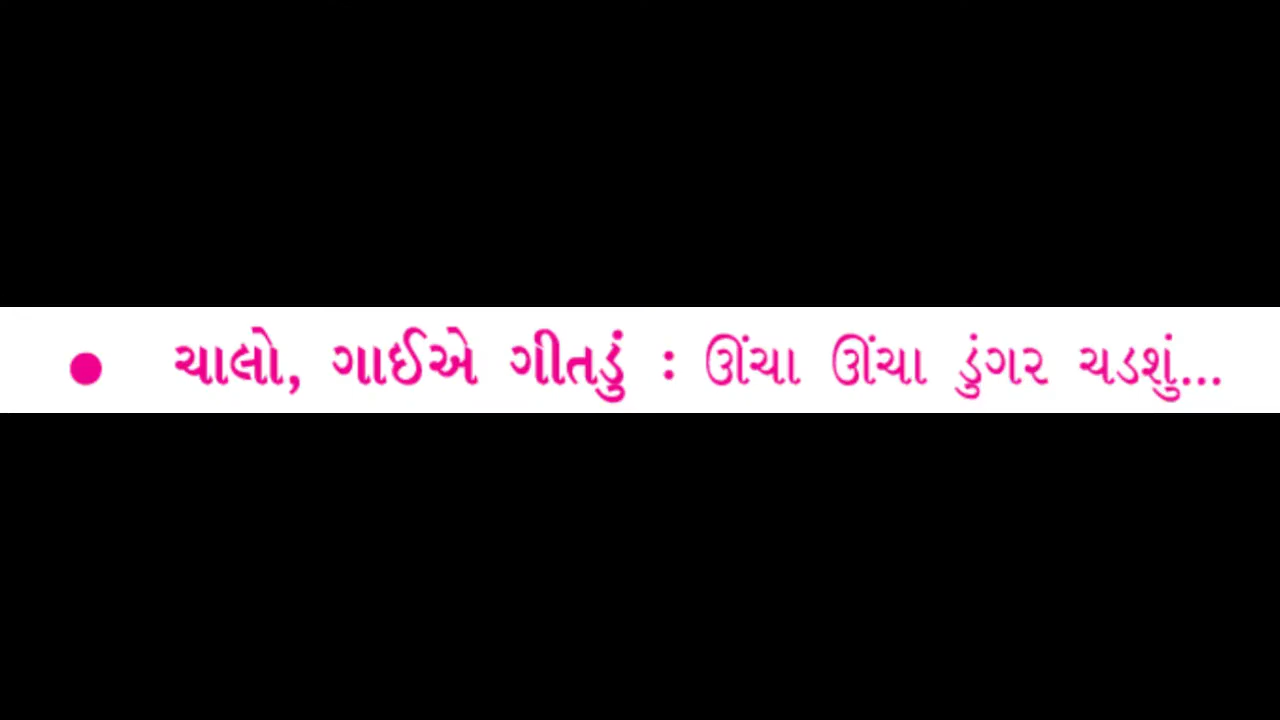 ● ચાલો, ગાઈએ ગીતડું : ઊંચા ઊંચા ડુંગર ચડશું...